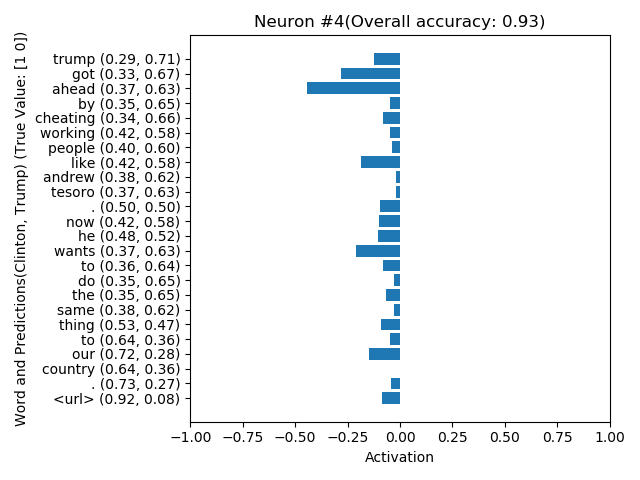 Neuron #4(Overall accuracy: 0.93)
Word and Predictions(Clinton, Trump) (True Value: [1 0])
trump (0.29, 0.71)
got (0.33, 0.67)
ahead (0.37, 0.63)
by (0.35, 0.65)
cheating (0.34, 0.66)
working (0.42, 0.58)
people (0.40, 0.60)
like (0.42, 0.58)
andrew (0.38, 0.62)
tesoro (0.37, 0.63)
. (0.50, 0.50)
now (0.42, 0.58)
he (0.48, 0.52)
wants (0.37, 0.63)
to (0.36, 0.64)
do (0.35, 0.65)
the (0.35, 0.65)
same (0.38, 0.62)
thing (0.53, 0.47)
to (0.64, 0.36)
our (0.72, 0.28)
country (0.64, 0.36)
. (0.73, 0.27)
<url> (0.92, 0.08)
−1.00 −0.75 −0.50 −0.25 0.00 0.25 0.50 0.75 1.00
Activation